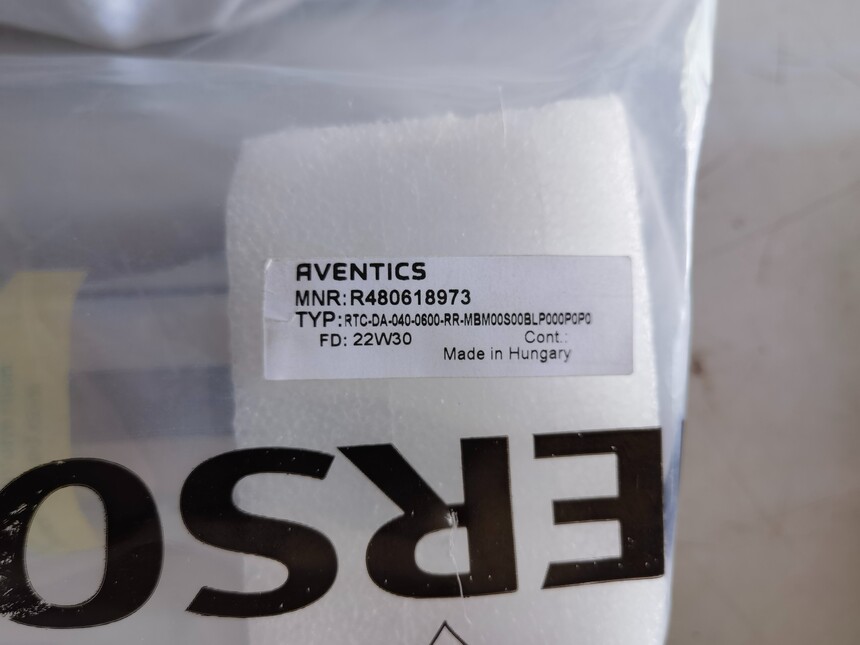 AVENTICS
MNR: R480618973
TYP: RTC-DA-040-0600-RR-MBM00S00BLP000P0P0
FD: 22W30 Cont.:
Made in Hungary
ERSO